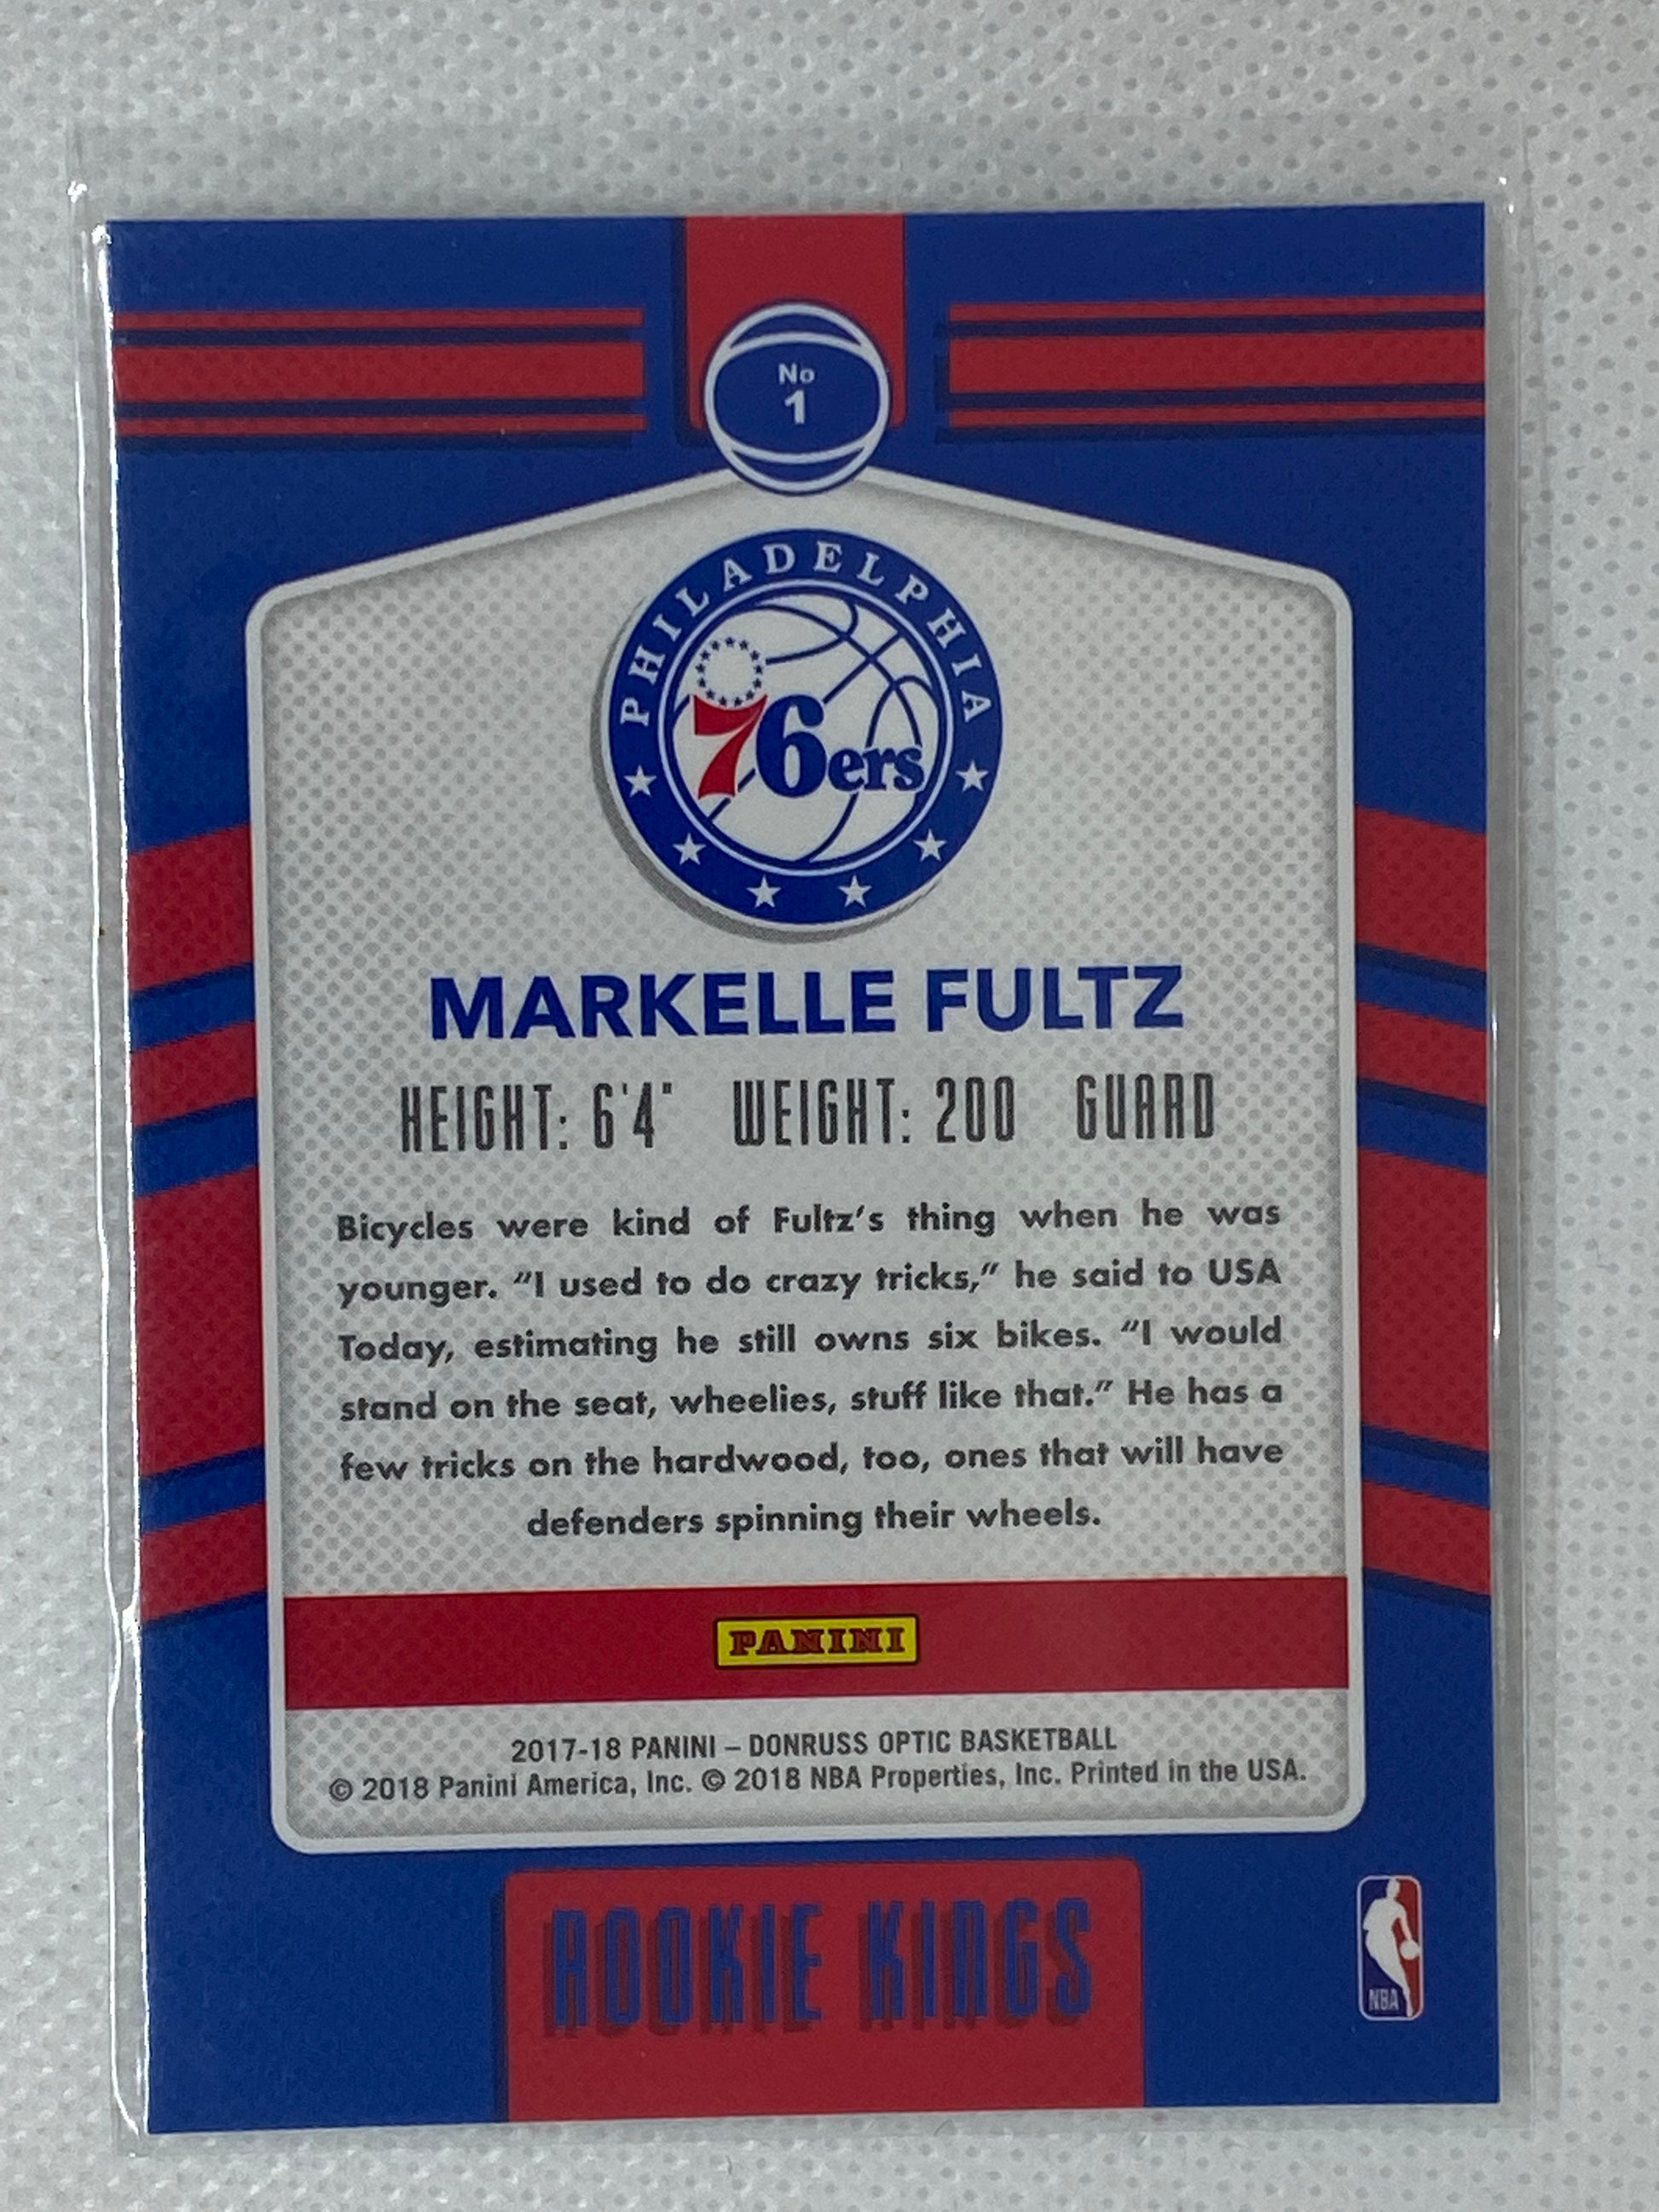 No
1
PHILADELPHIA
76ers
MARKELLE FULTZ
HEIGHT: 6'4" WEIGHT: 200 GUARD
Bicycles were kind of Fultz's thing when he was
younger. "I used to do crazy tricks," he said to USA
Today, estimating he still owns six bikes. "I would
stand on the seat, wheelies, stuff like that." He has a
few tricks on the hardwood, too, ones that will have
defenders spinning their wheels.
PANINI
2017-18 PANINI – DONRUSS OPTIC BASKETBALL
© 2018 Panini America, Inc. © 2018 NBA Properties, Inc. Printed in the USA.
ROOKIE KINGS
NBA